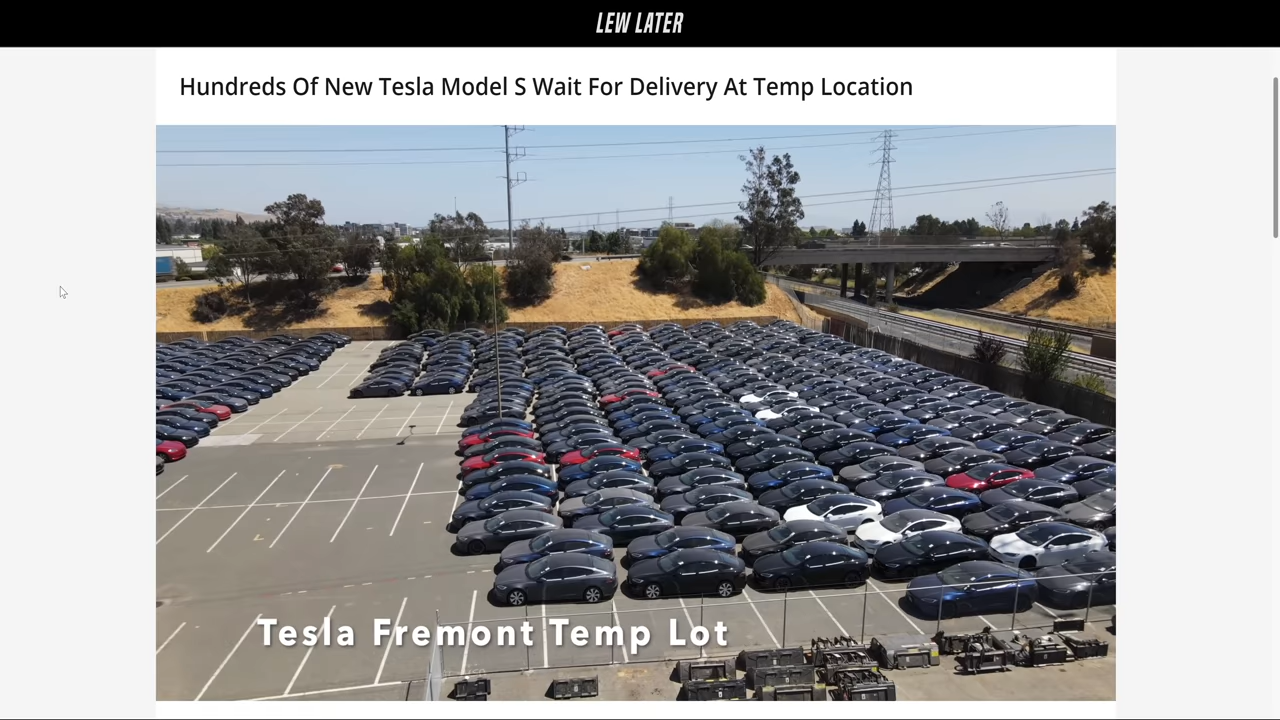 LEW LATER
Hundreds Of New Tesla Model S Wait For Delivery At Temp Location
Tesla Fremont Temp Lot